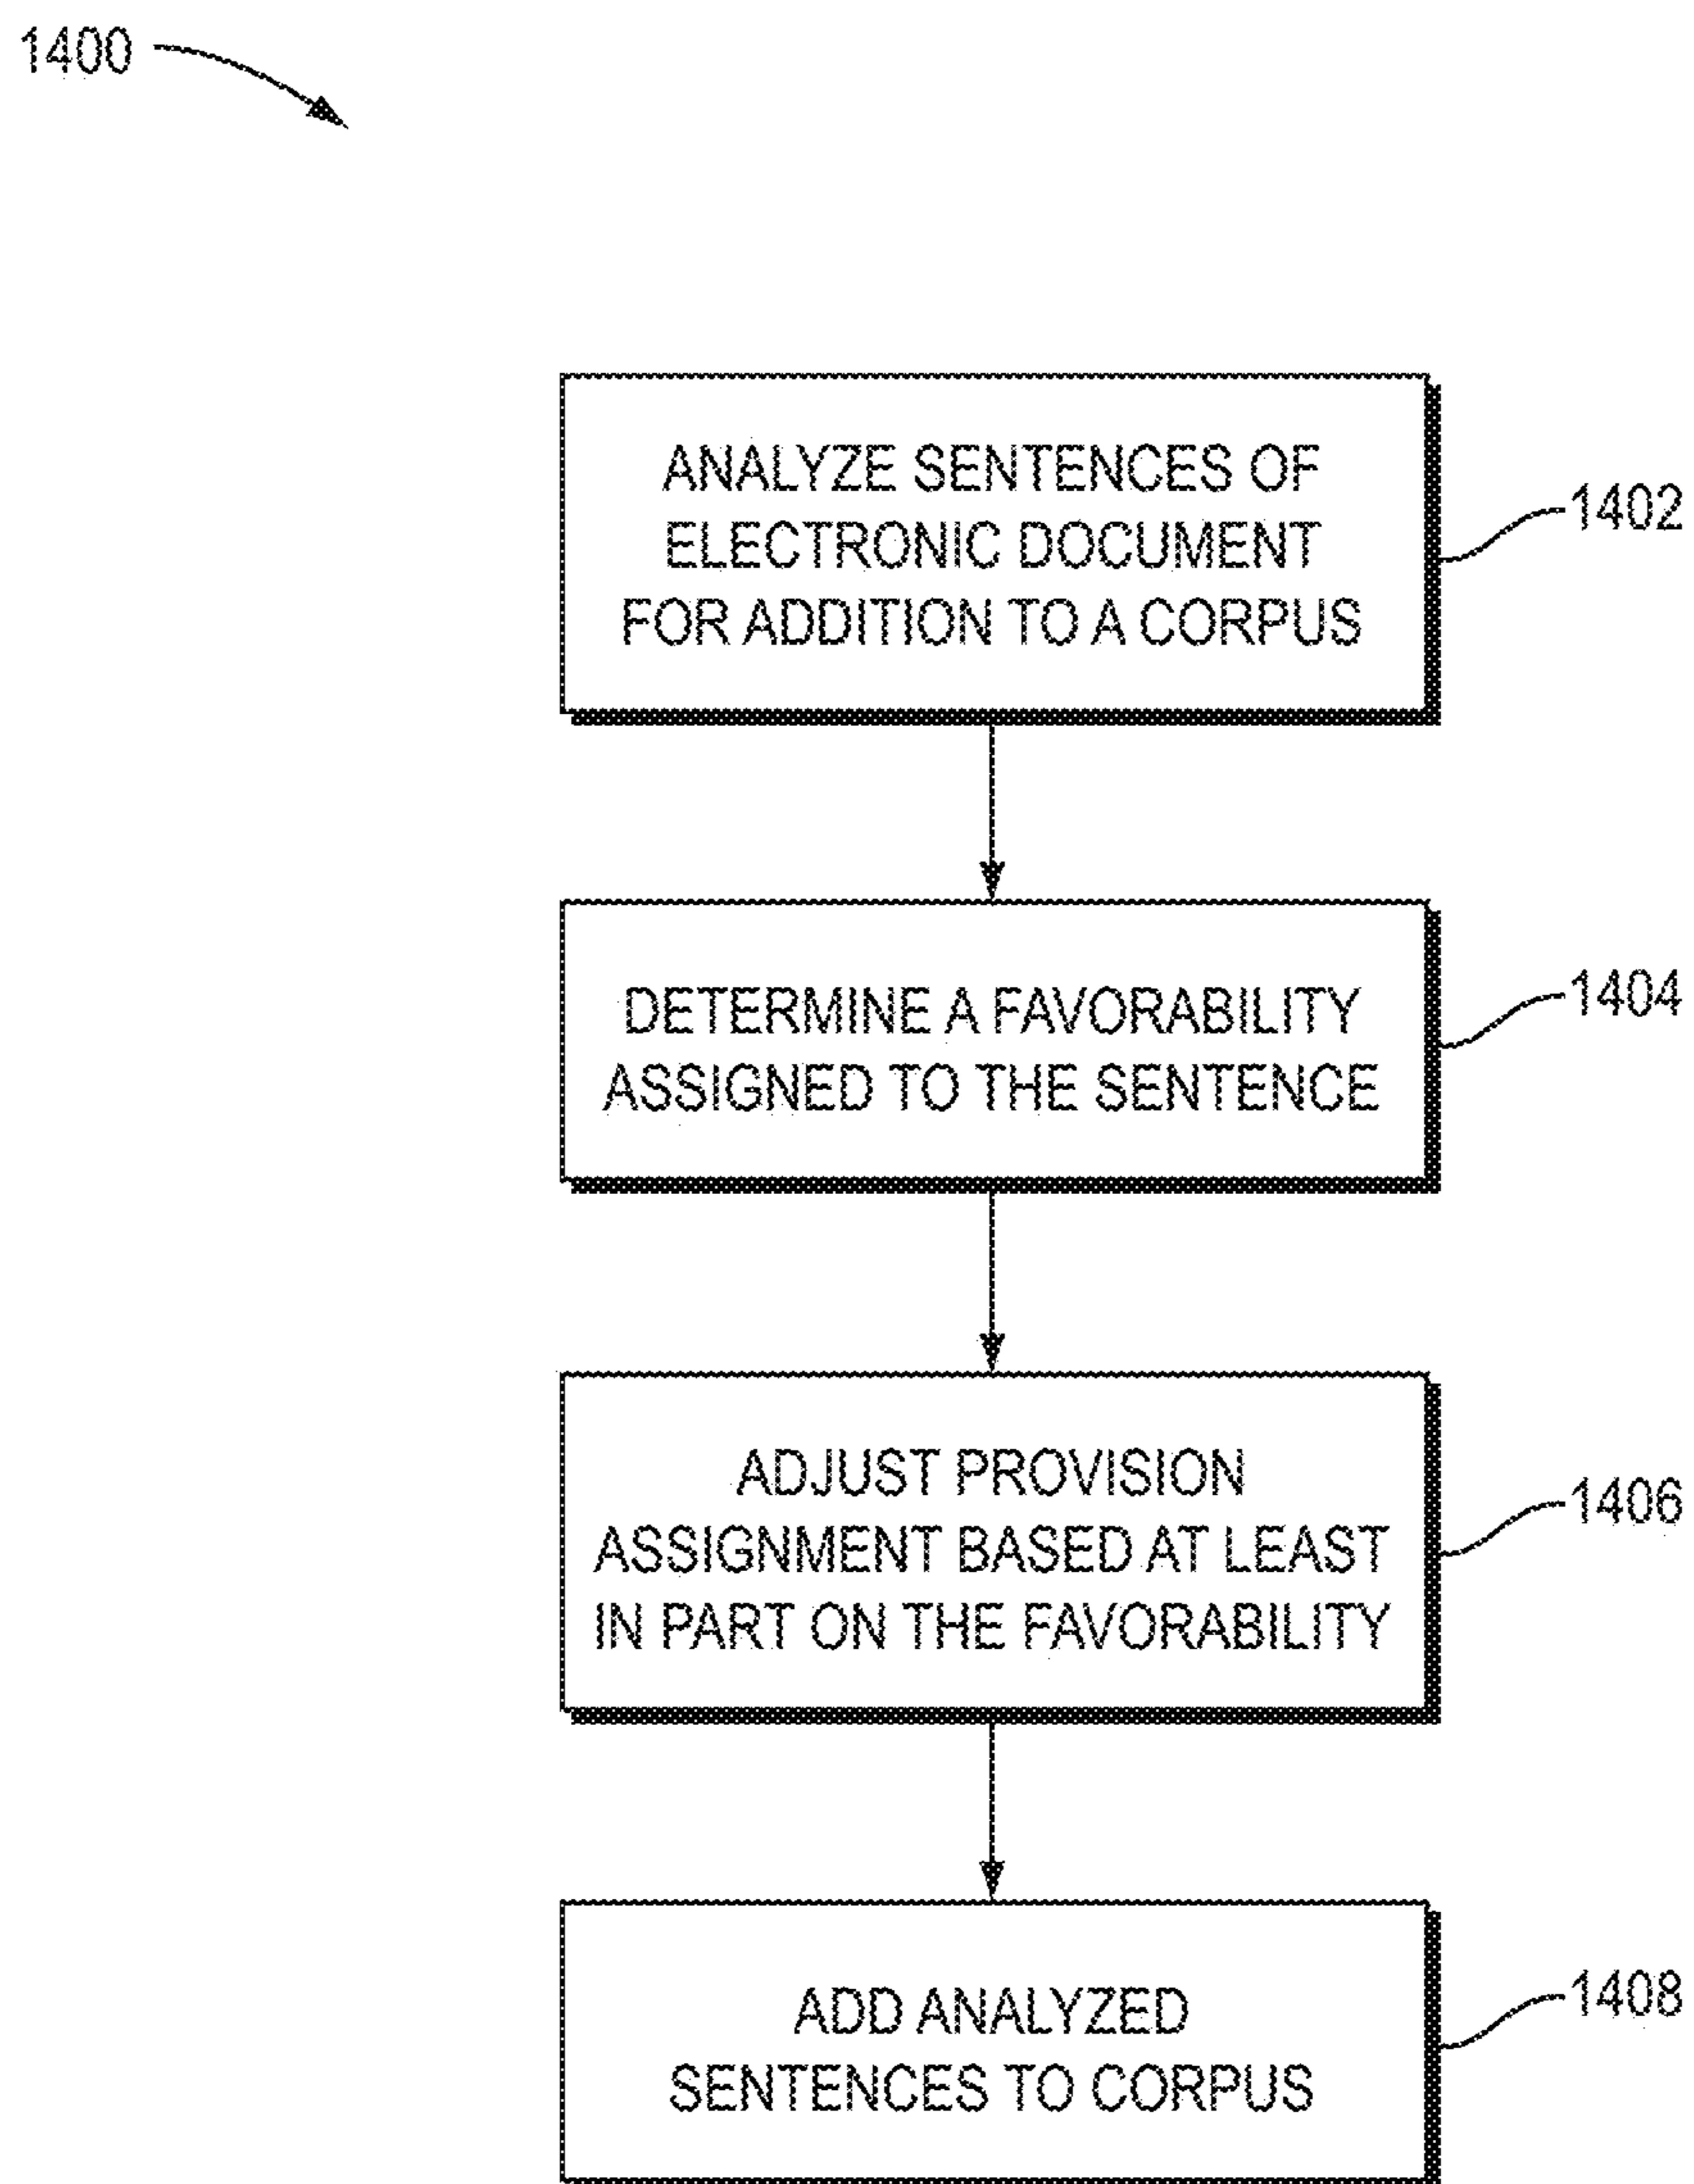 1400
ANALYZE SENTENCES OF
ELECTRONIC DOCUMENT
FOR ADDITION TO A CORPUS
1402
DETERMINE A FAVORABILITY
ASSIGNED TO THE SENTENCE
1404
ADJUST PROVISION
ASSIGNMENT BASED AT LEAST
IN PART ON THE FAVORABILITY
1406
ADD ANALYZED
SENTENCES TO CORPUS
1408